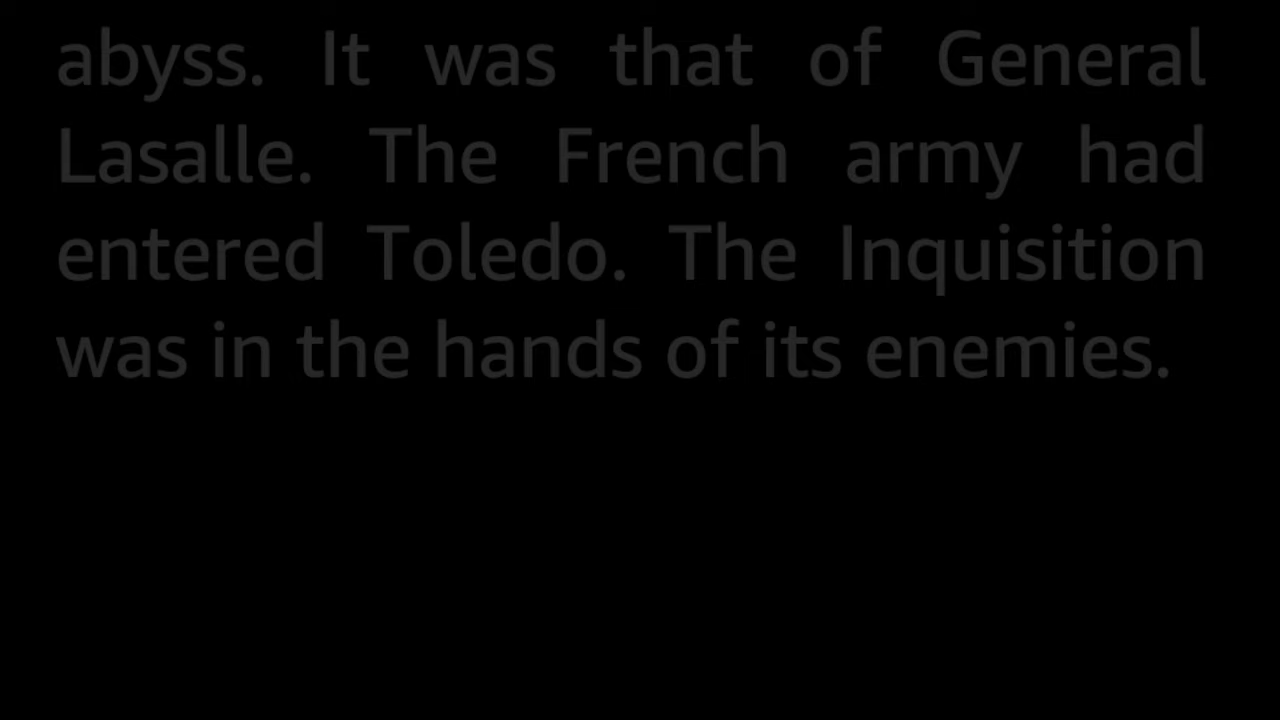 abyss. It was that of General
Lasalle. The French army had
entered Toledo. The Inquisition
was in the hands of its enemies.